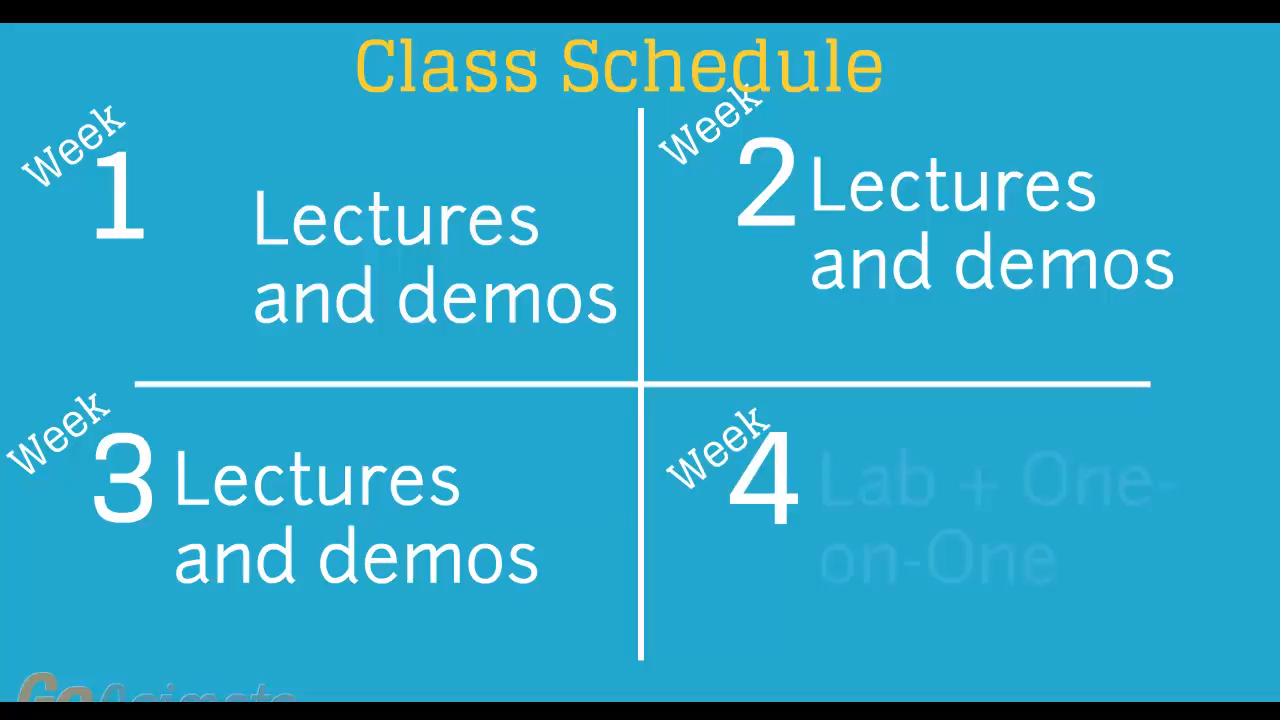 Class Schedule
Week
1
Lectures
and demos
Week
2
Lectures
and demos
Week
3
Lectures
and demos
Week
4
Lab + One-
on-One
GoAnimate